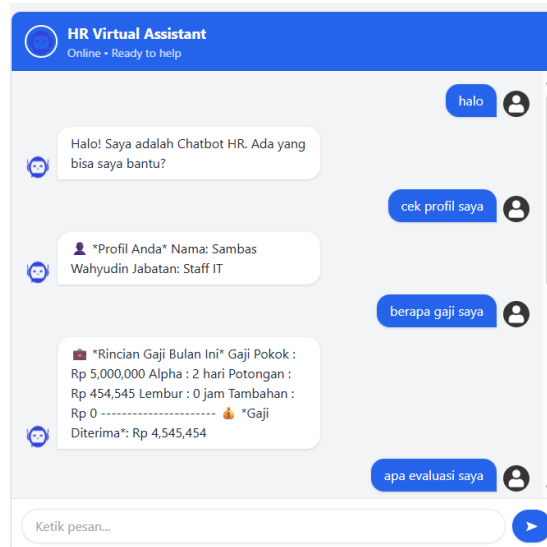 HR Virtual Assistant
Online • Ready to help
halo
Halo! Saya adalah Chatbot HR. Ada yang
bisa saya bantu?
cek profil saya
👤 *Profil Anda* Nama: Sambas
Wahyudin Jabatan: Staff IT
berapa gaji saya
💼 *Rincian Gaji Bulan Ini* Gaji Pokok :
Rp 5,000,000 Alpha : 2 hari Potongan :
Rp 454,545 Lembur : 0 jam Tambahan :
Rp 0 ---------------------- 💰 *Gaji
Diterima*: Rp 4,545,454
apa evaluasi saya
Ketik pesan...